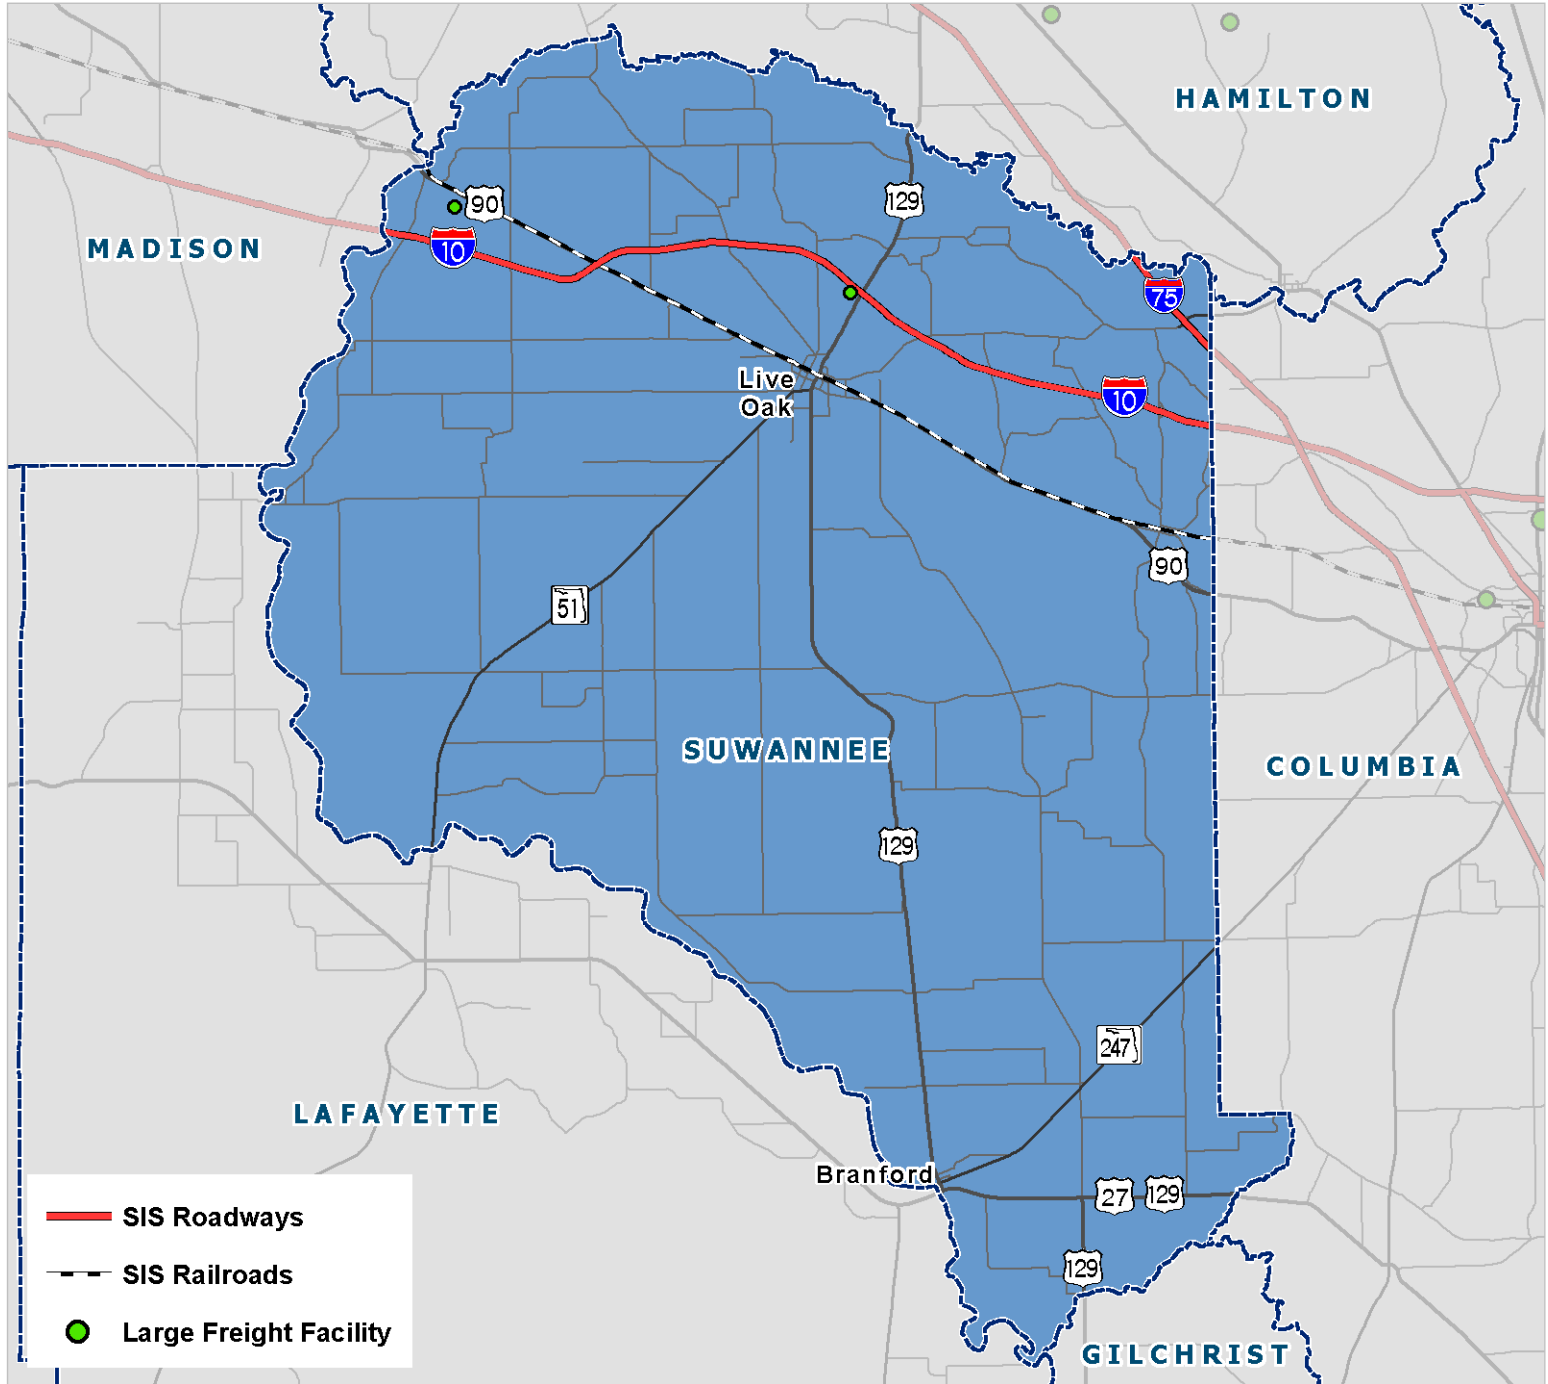 HAMILTON
90
129
MADISON
10
75
Live
Oak
10
90
51
SUWANNEE
COLUMBIA
129
247
LAFAYETTE
Branford
27
129
129
GILCHRIST
SIS Roadways
SIS Railroads
Large Freight Facility